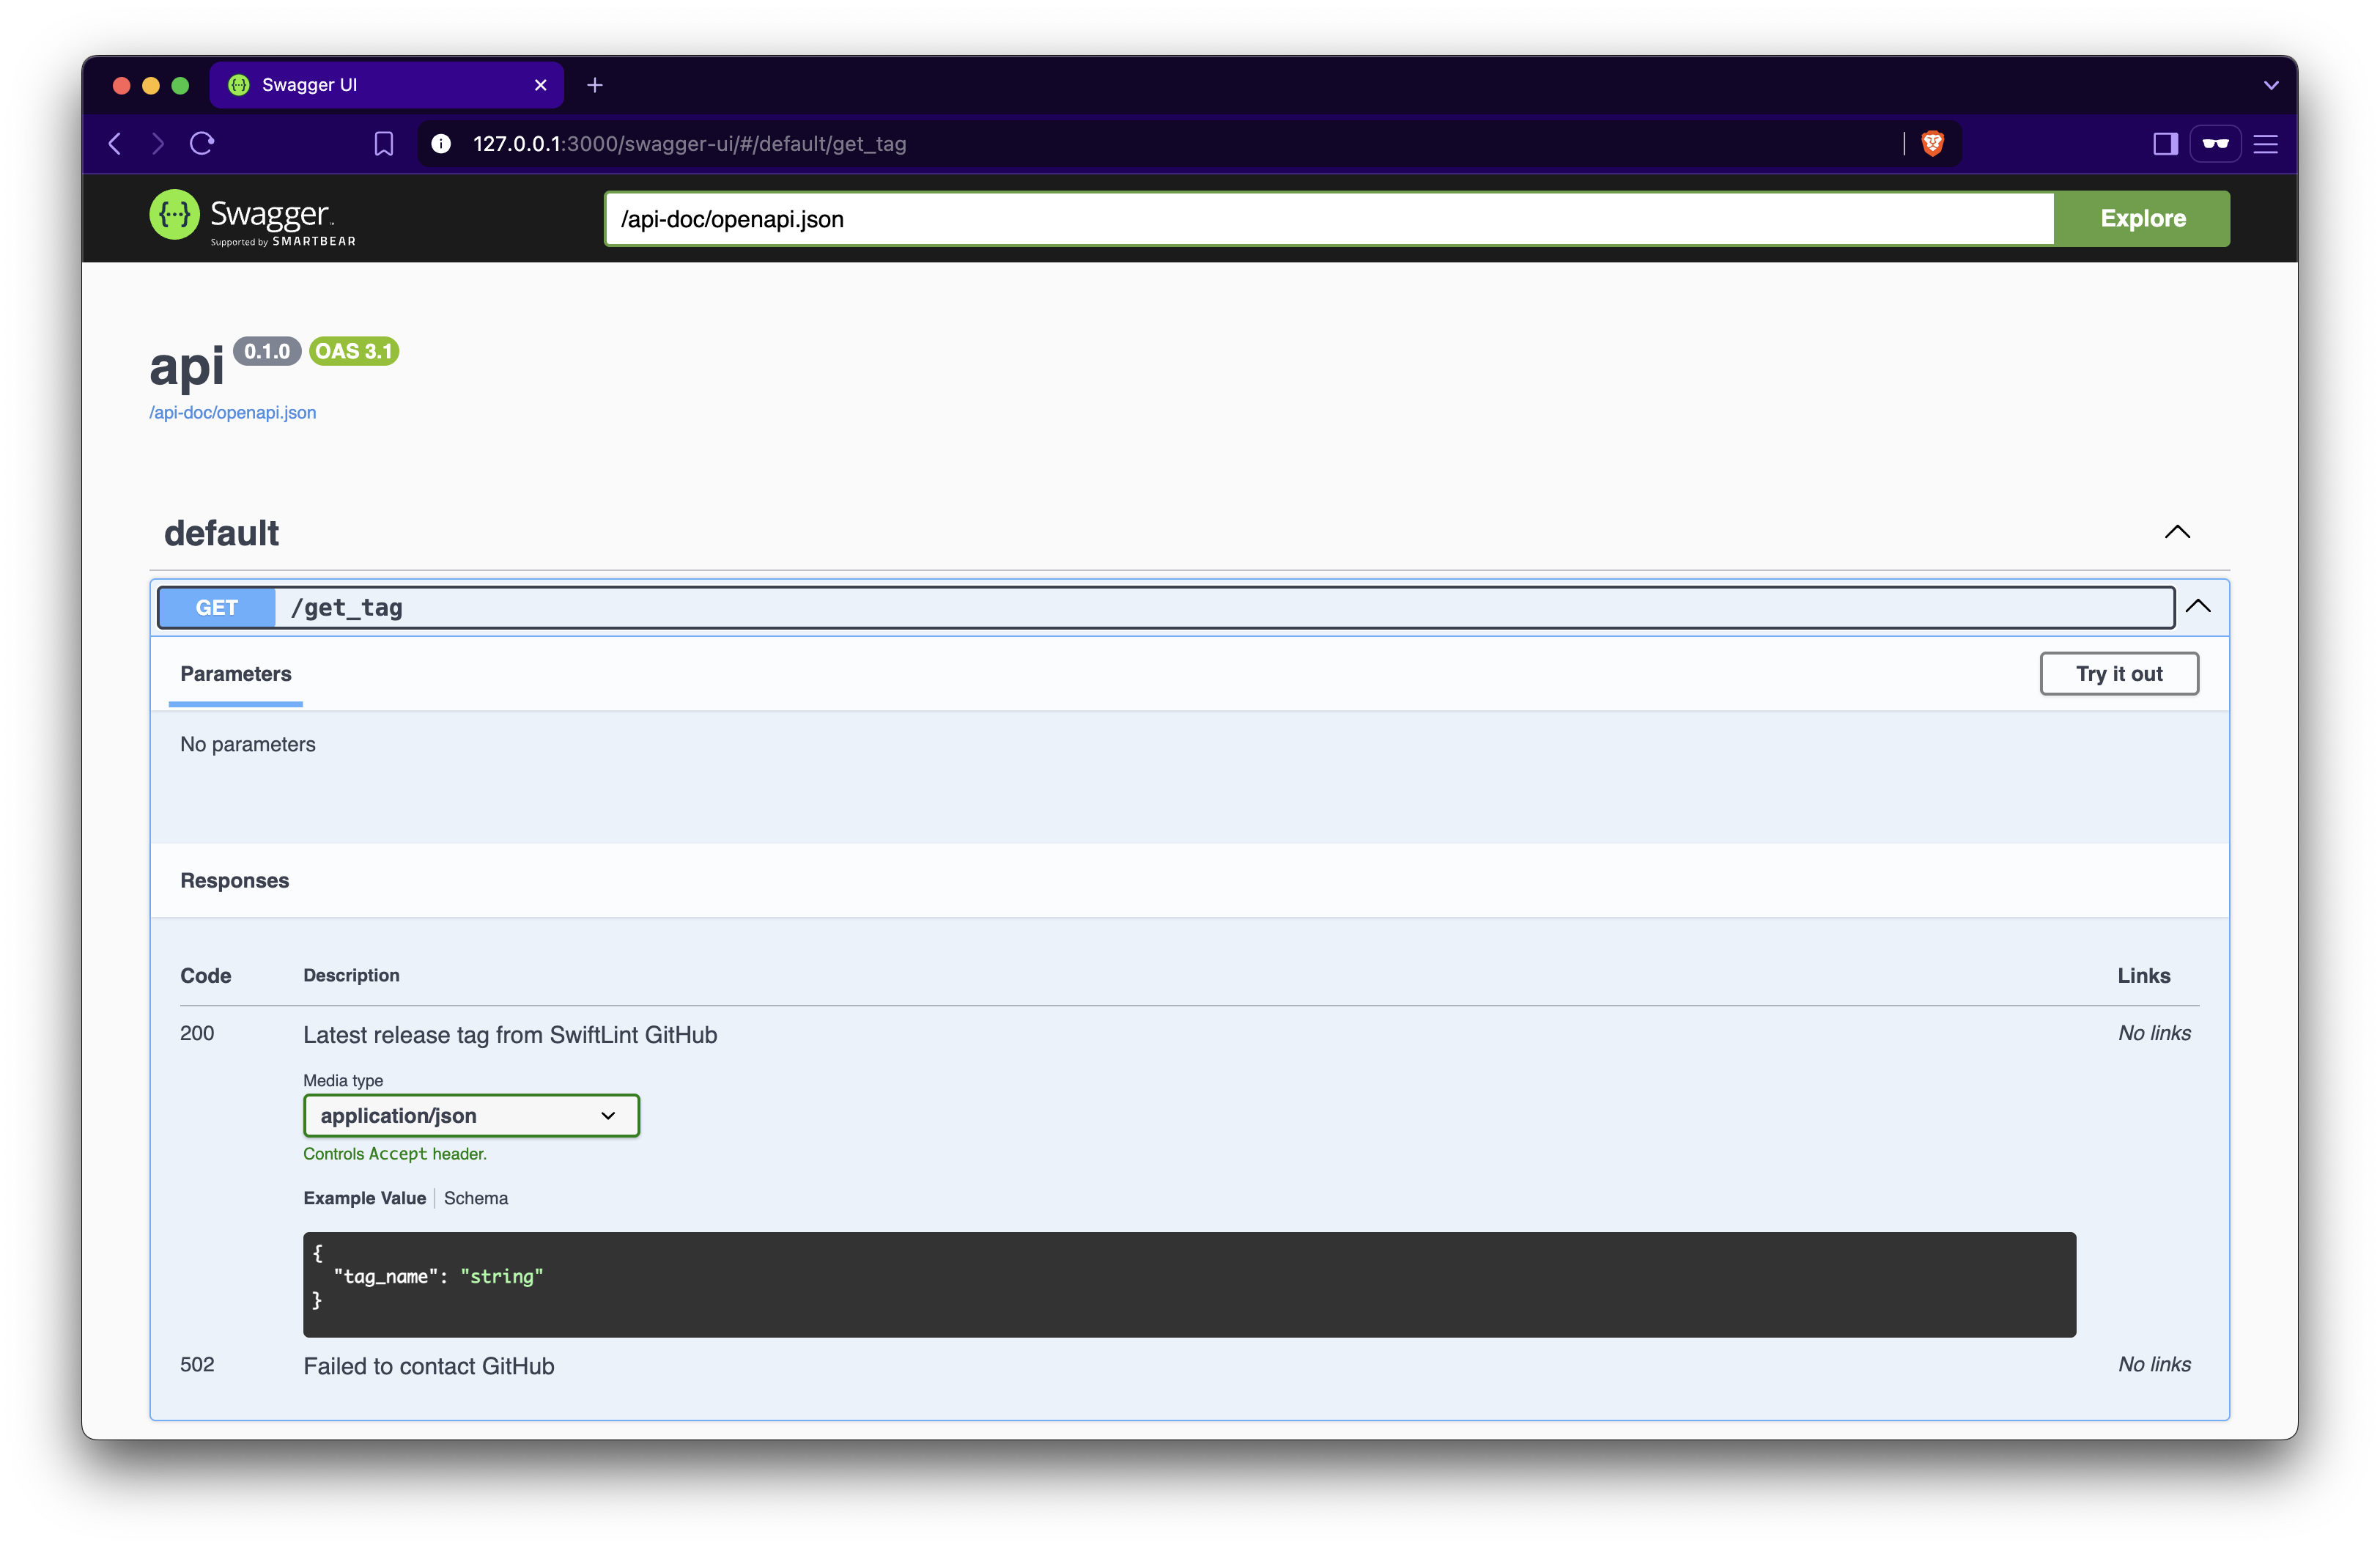 Swagger UI
127.0.0.1:3000/swagger-ui/#/default/get_tag
Swagger
Supported by SMARTBEAR
/api-doc/openapi.json
Explore
api 0.1.0 OAS 3.1
/api-doc/openapi.json
default
GET /get_tag
Parameters
Try it out
No parameters
Responses
Code Description Links
200 Latest release tag from SwiftLint GitHub No links
Media type
application/json
Controls Accept header.
Example Value Schema
{
"tag_name": "string"
}
502 Failed to contact GitHub No links